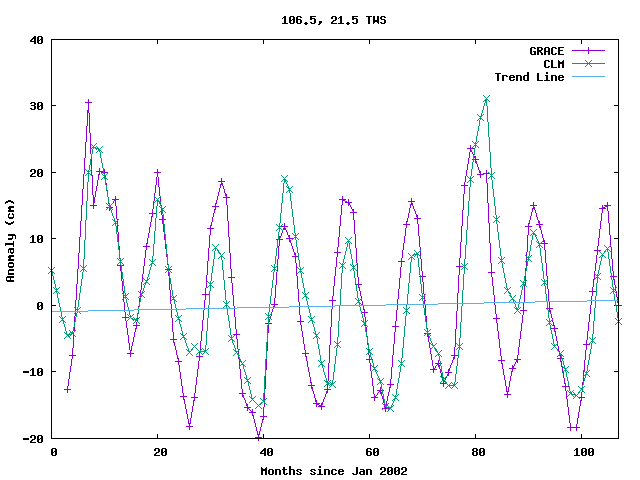 106.5, 21.5 TWS
GRACE
CLM
Trend Line
40
30
20
10
0
-10
-20
Anomaly (cm)
0 20 40 60 80 100
Months since Jan 2002